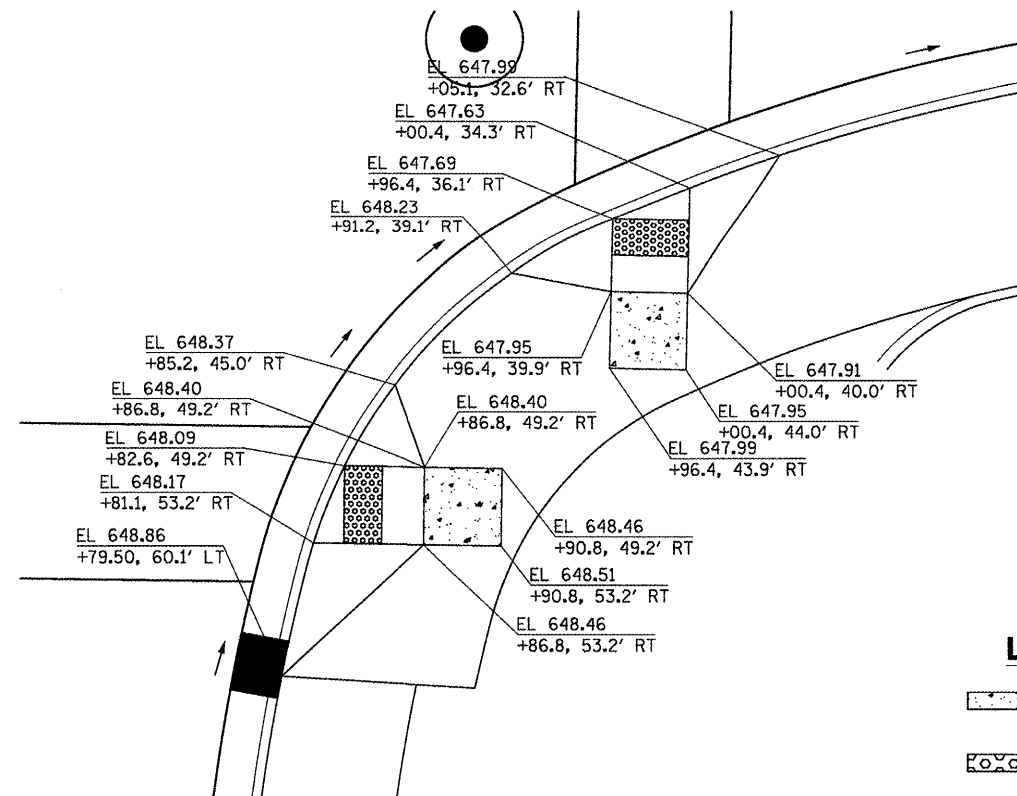 EL 647.99
+05.1, 32.6' RT
EL 647.63
+00.4, 34.3' RT
EL 647.69
+96.4, 36.1' RT
EL 648.23
+91.2, 39.1' RT
EL 648.37
+85.2, 45.0' RT
EL 648.40
+86.8, 49.2' RT
EL 648.09
+82.6, 49.2' RT
EL 648.17
+81.1, 53.2' RT
EL 648.86
+79.50, 60.1' LT
EL 647.95
+96.4, 39.9' RT
EL 648.40
+86.8, 49.2' RT
EL 647.91
+00.4, 40.0' RT
EL 647.95
+00.4, 44.0' RT
EL 647.99
+96.4, 43.9' RT
EL 648.46
+90.8, 49.2' RT
EL 648.51
+90.8, 53.2' RT
EL 648.46
+86.8, 53.2' RT
L